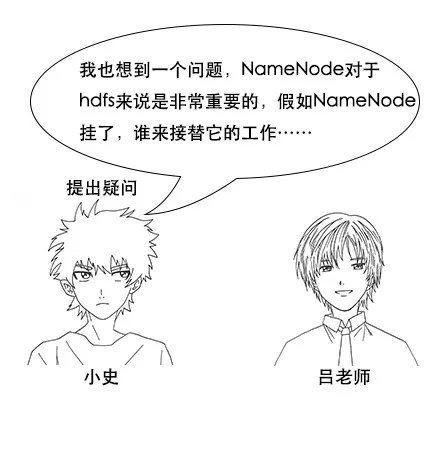 我也想到一个问题，NameNode对于
hdfs来说是非常重要的，假如NameNode
挂了，谁来接替它的工作……
提出疑问
小史
吕老师